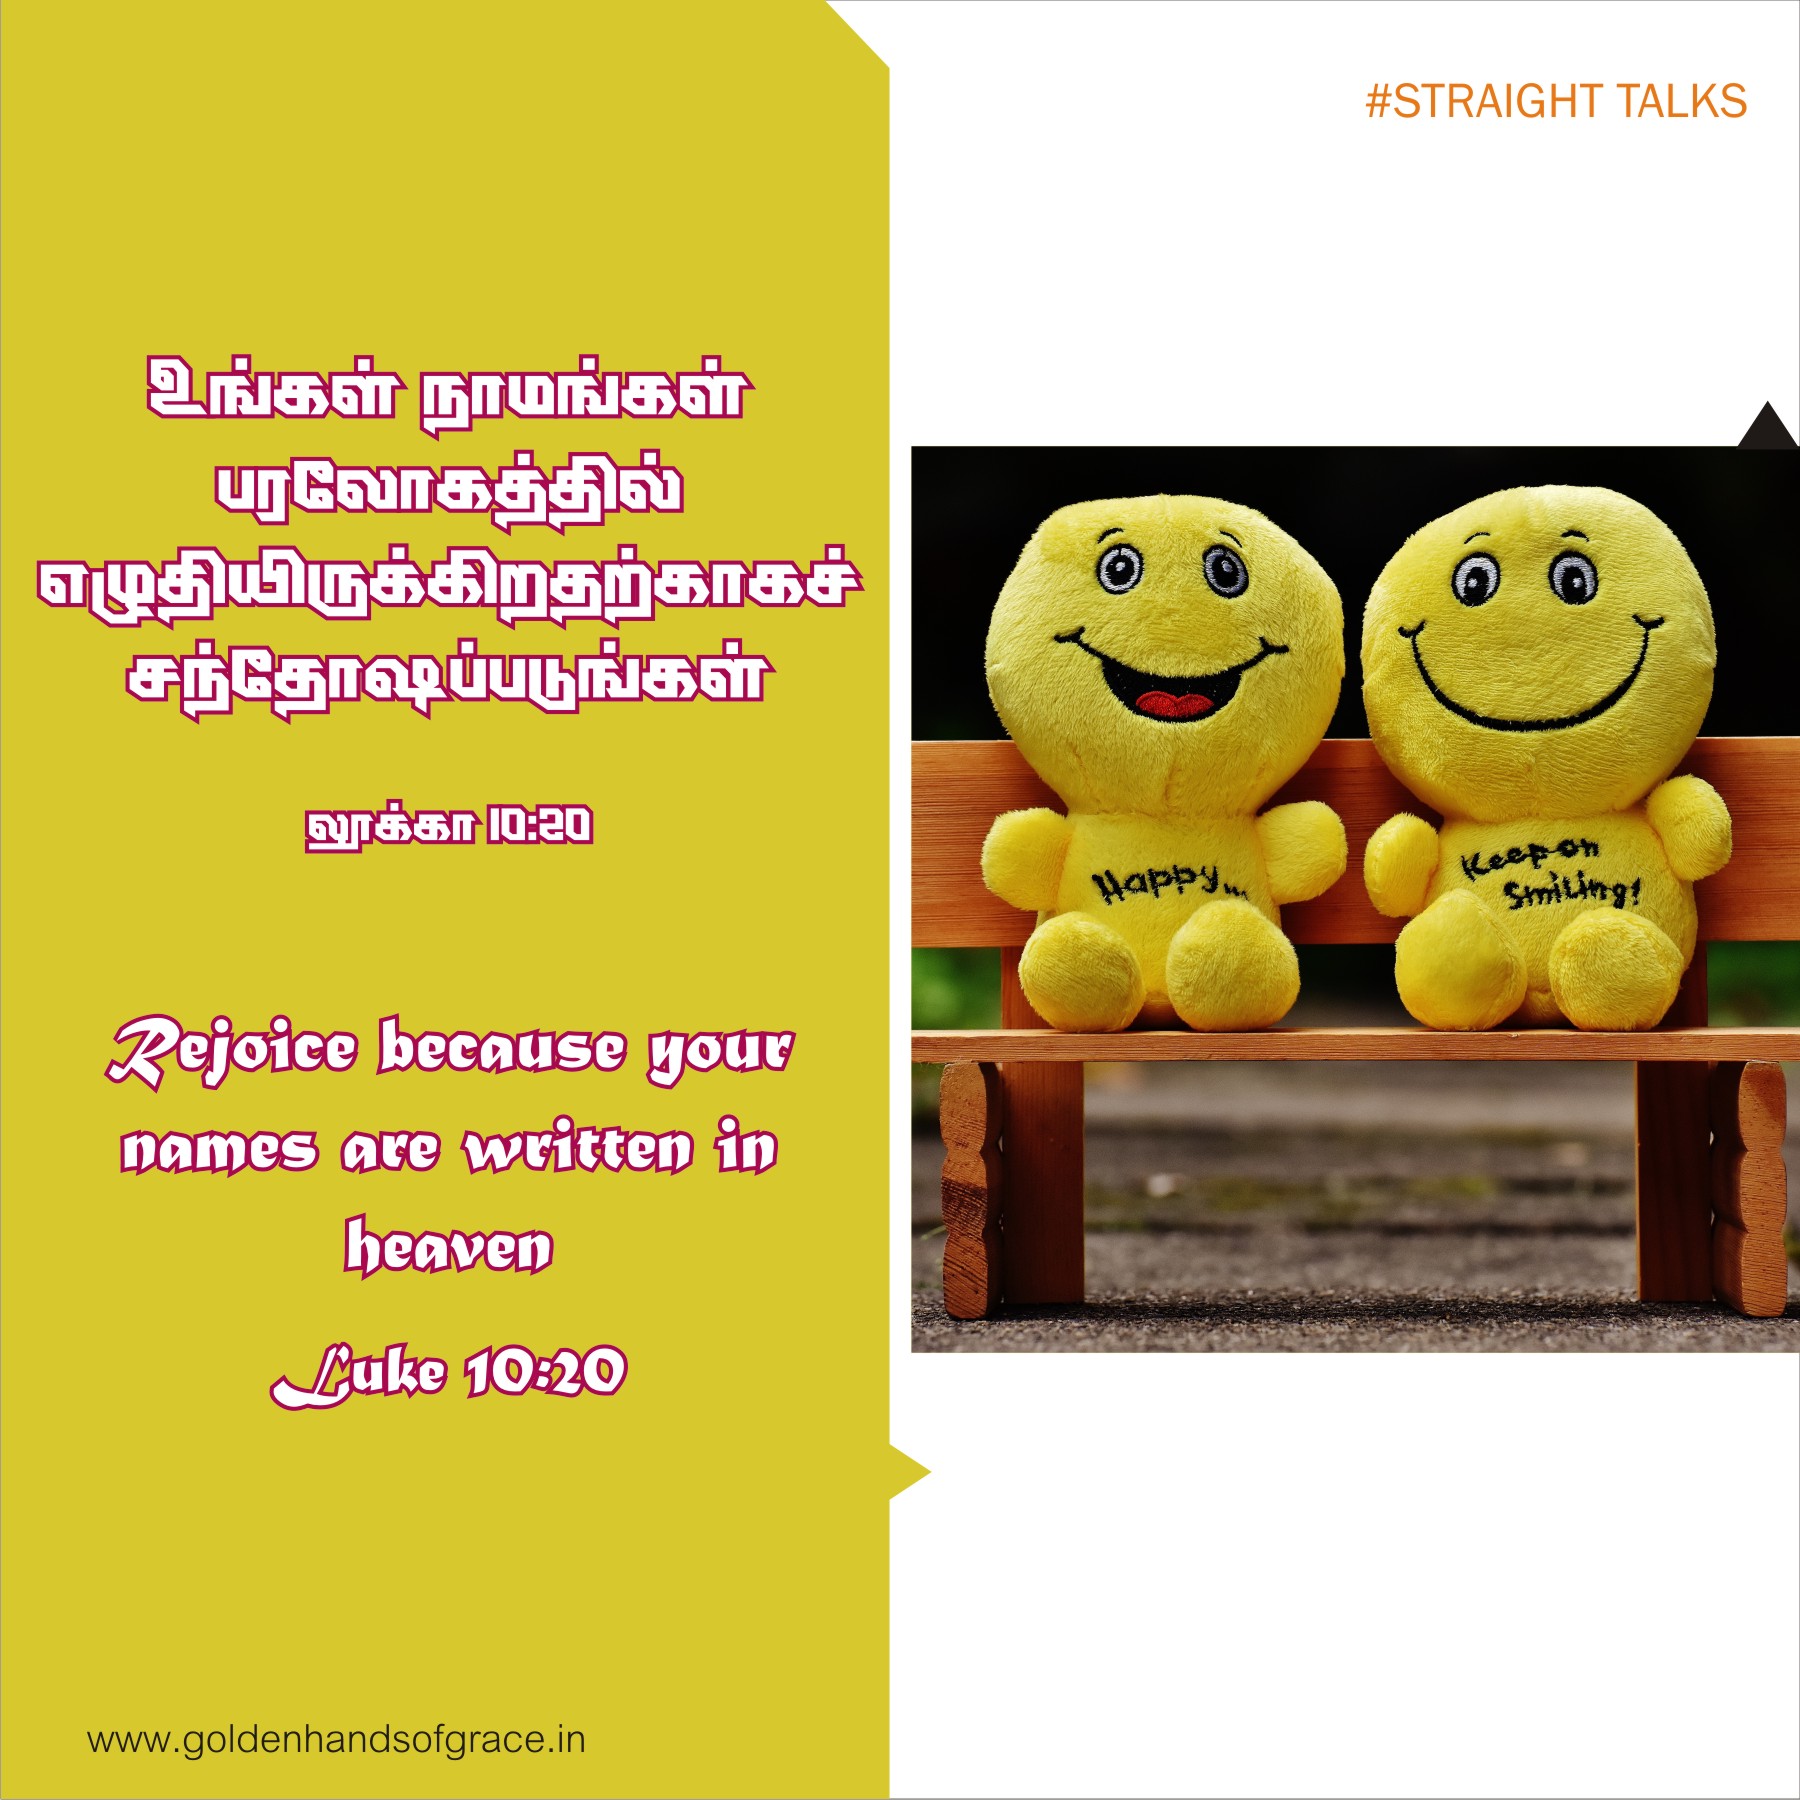 #STRAIGHT TALKS
உங்கள் நாமங்கள்
பரலோகத்தில்
எழுதியிருக்கிறதற்காகச்
சந்தோஷப்படுங்கள்
லூக்கா 10:20
Rejoice because your
names are written in
heaven
Luke 10:20
Happy...
Keep on
Smiling!
www.goldenhandsofgrace.in